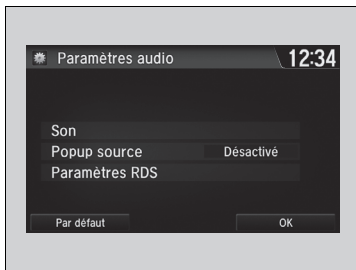 Paramètres audio 12:34
Son
Popup source Désactivé
Paramètres RDS
Par défaut OK